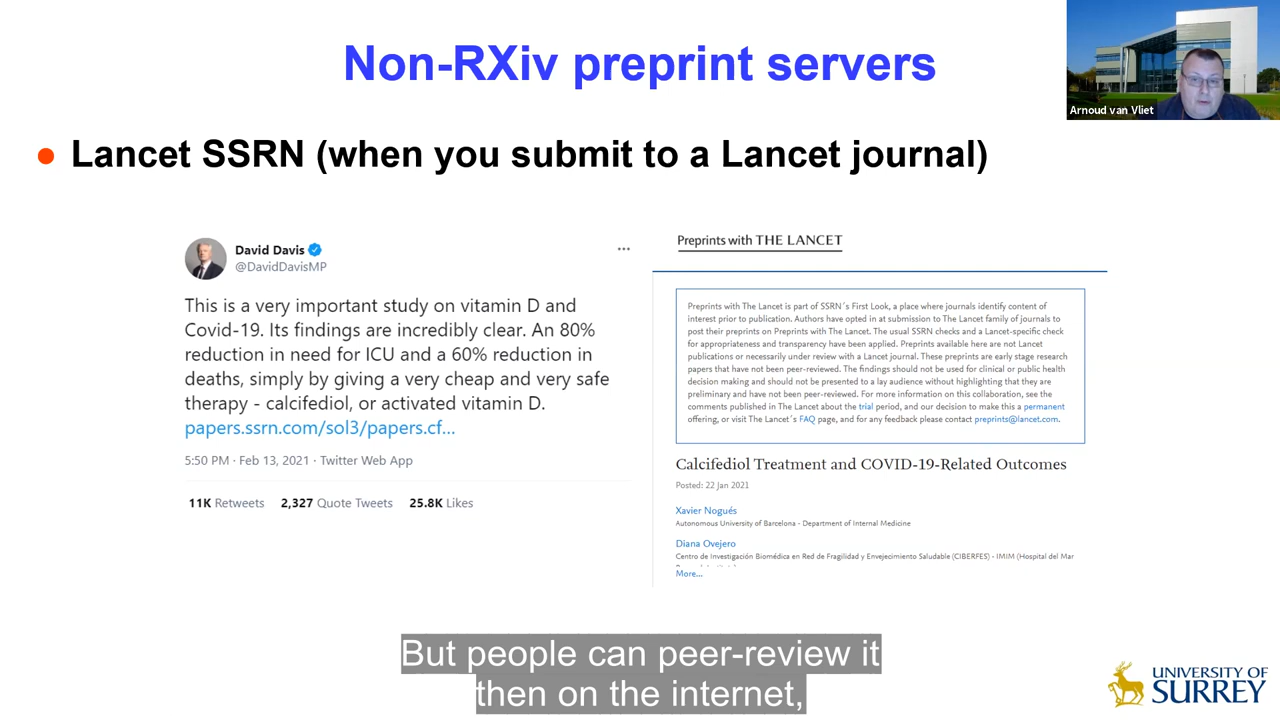 Non-RXiv preprint servers
Arnoud van Vliet
● Lancet SSRN (when you submit to a Lancet journal)
David Davis
@DavidDavisMP
This is a very important study on vitamin D and
Covid-19. Its findings are incredibly clear. An 80%
reduction in need for ICU and a 60% reduction in
deaths, simply by giving a very cheap and very safe
therapy - calcifediol, or activated vitamin D.
papers.ssrn.com/sol3/papers.cf...
5:50 PM · Feb 13, 2021 · Twitter Web App
11K Retweets 2,327 Quote Tweets 25.8K Likes
Preprints with THE LANCET
Preprints with The Lancet is part of SSRN´s First Look, a place where journals identify content of
interest prior to publication. Authors have opted in at submission to The Lancet family of journals to
post their preprints on Preprints with The Lancet. The usual SSRN checks and a Lancet-specific check
for appropriateness and transparency have been applied. Preprints available here are not Lancet
publications or necessarily under review with a Lancet journal. These preprints are early stage research
papers that have not been peer-reviewed. The findings should not be used for clinical or public health
decision making and should not be presented to a lay audience without highlighting that they are
preliminary and have not been peer-reviewed. For more information on this collaboration, see the
comments published in The Lancet about the trial period, and our decision to make this a permanent
offering, or visit The Lancet´s FAQ page, and for any feedback please contact preprints@lancet.com.
Calcifediol Treatment and COVID-19-Related Outcomes
Posted: 22 Jan 2021
Xavier Nogués
Autonomous University of Barcelona - Department of Internal Medicine
Diana Ovejero
Centro de Investigación Biomédica en Red de Fragilidad y Envejecimiento Saludable (CIBERFES) - IMIM (Hospital del Mar
More...
But people can peer-review it
then on the internet,
UNIVERSITY OF
SURREY